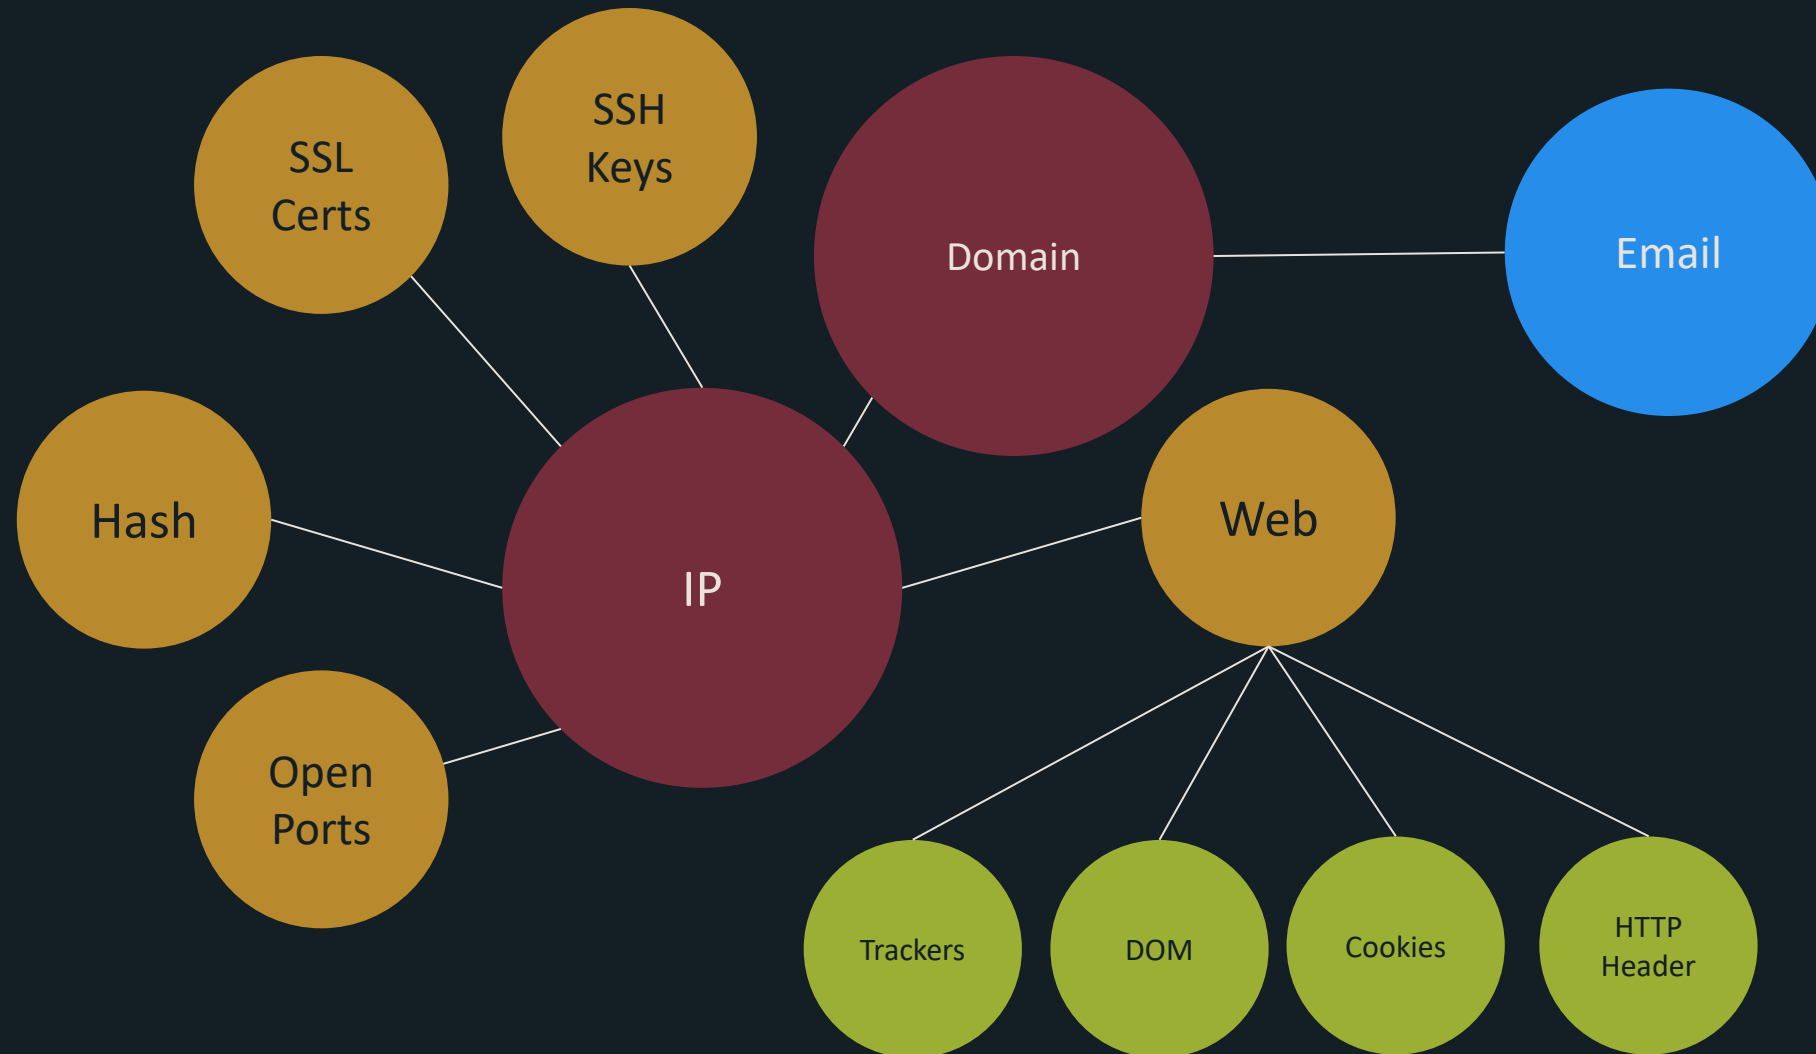 SSH
Keys
SSL
Certs
Domain
Email
Hash
IP
Web
Open
Ports
Trackers
DOM
Cookies
HTTP
Header